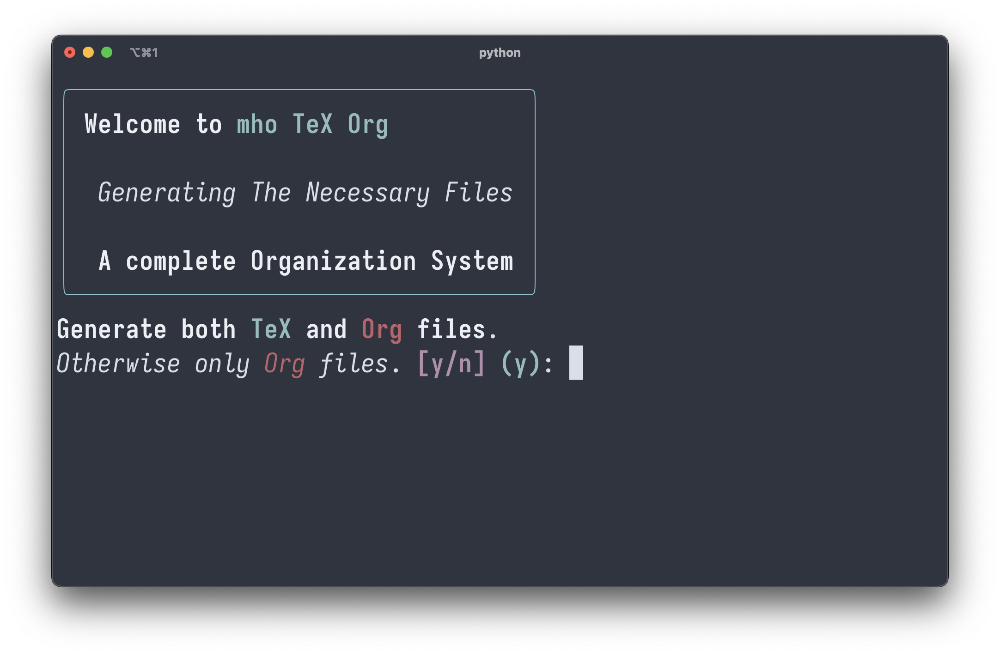 ⌥⌘1
python
Welcome to mho TeX Org
Generating The Necessary Files
A complete Organization System
Generate both TeX and Org files.
Otherwise only Org files. [y/n] (y):